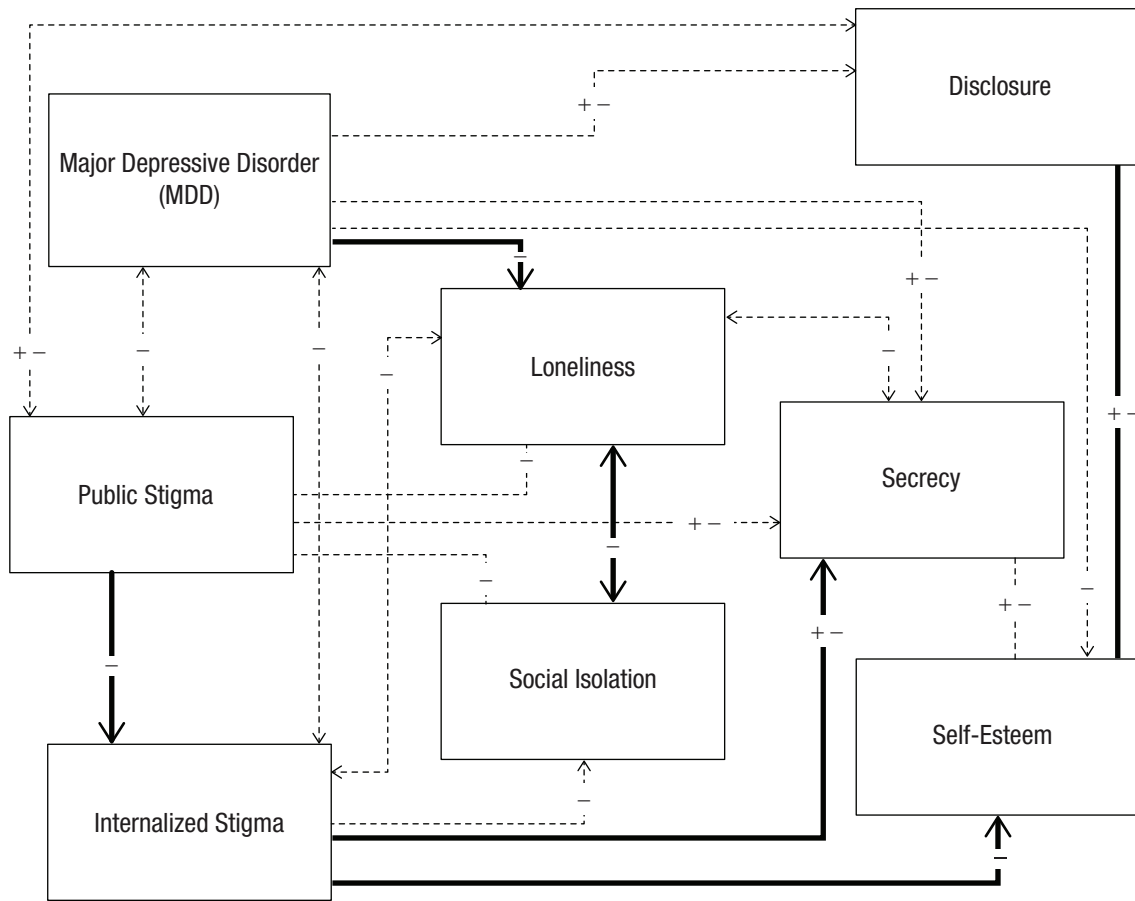 Disclosure
+ −
Major Depressive Disorder
(MDD)
−
+ −
+ −
−
−
−
−
Loneliness
+ −
−
Secrecy
Public Stigma
+ −
−
−
−
+ −
+ −
−
Social Isolation
−
Self-Esteem
−
Internalized Stigma
−